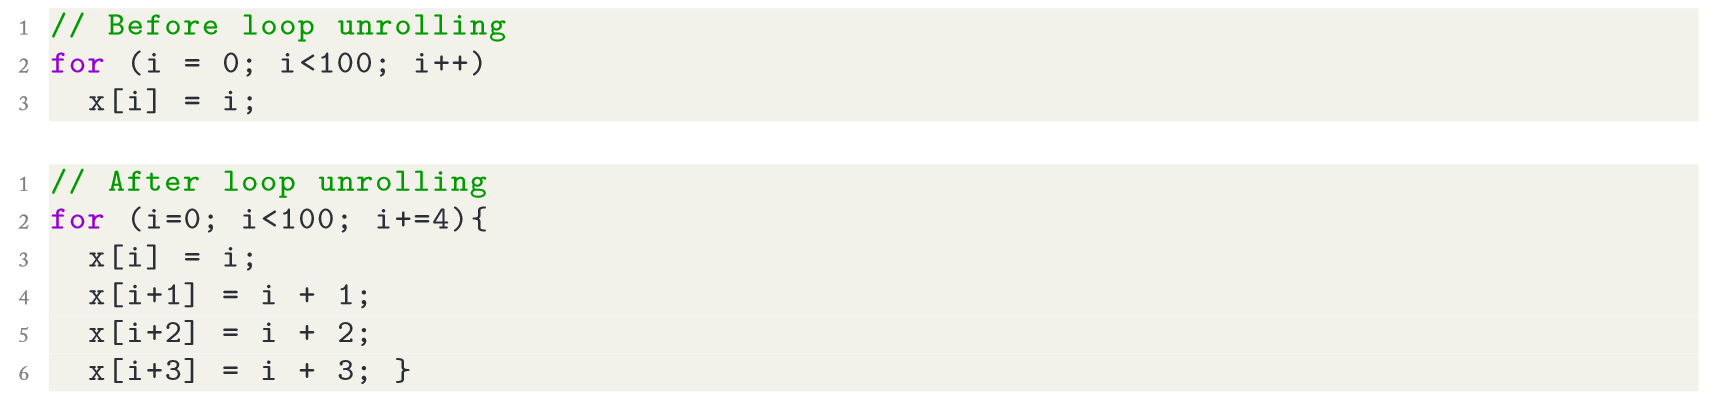 1 // Before loop unrolling
2 for (i = 0; i<100; i++)
3   x[i] = i;
1 // After loop unrolling
2 for (i=0; i<100; i+=4){
3   x[i] = i;
4   x[i+1] = i + 1;
5   x[i+2] = i + 2;
6   x[i+3] = i + 3; }